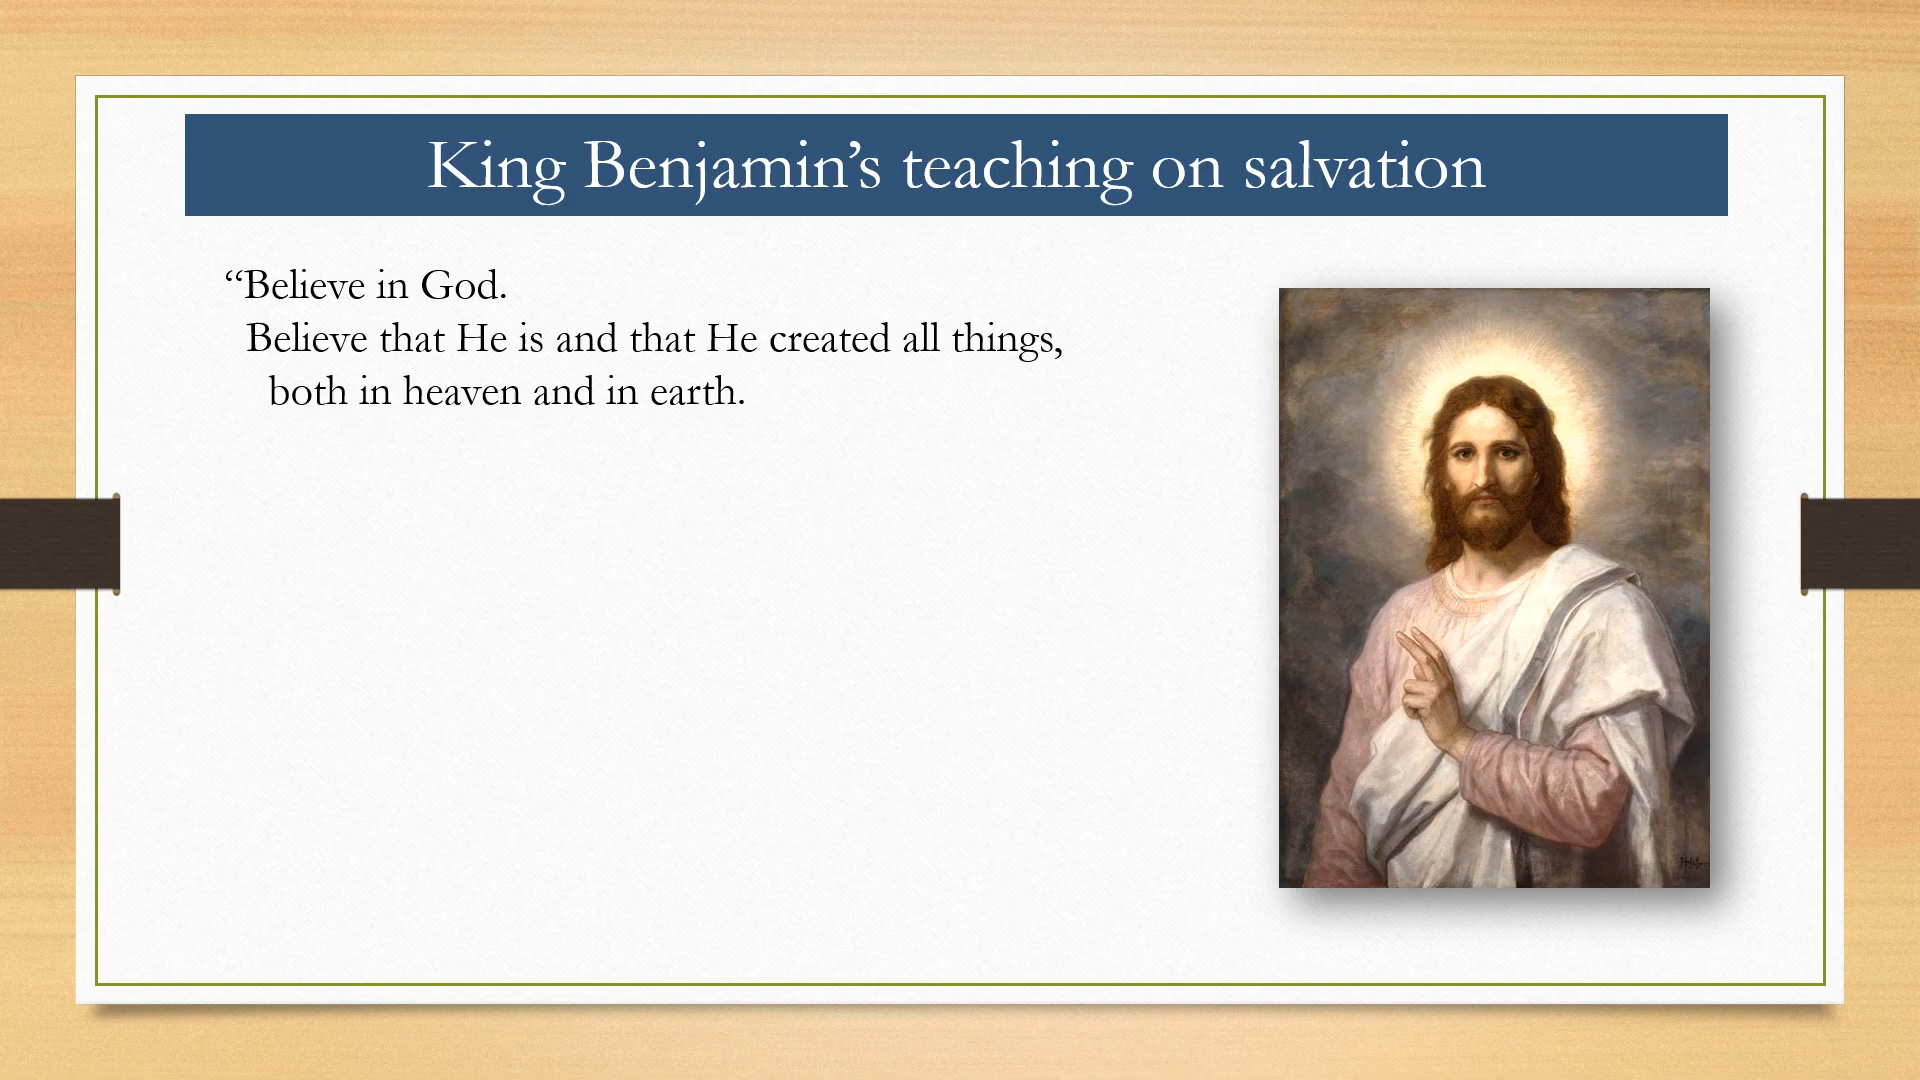 King Benjamin’s teaching on salvation
“Believe in God.
Believe that He is and that He created all things,
both in heaven and in earth.